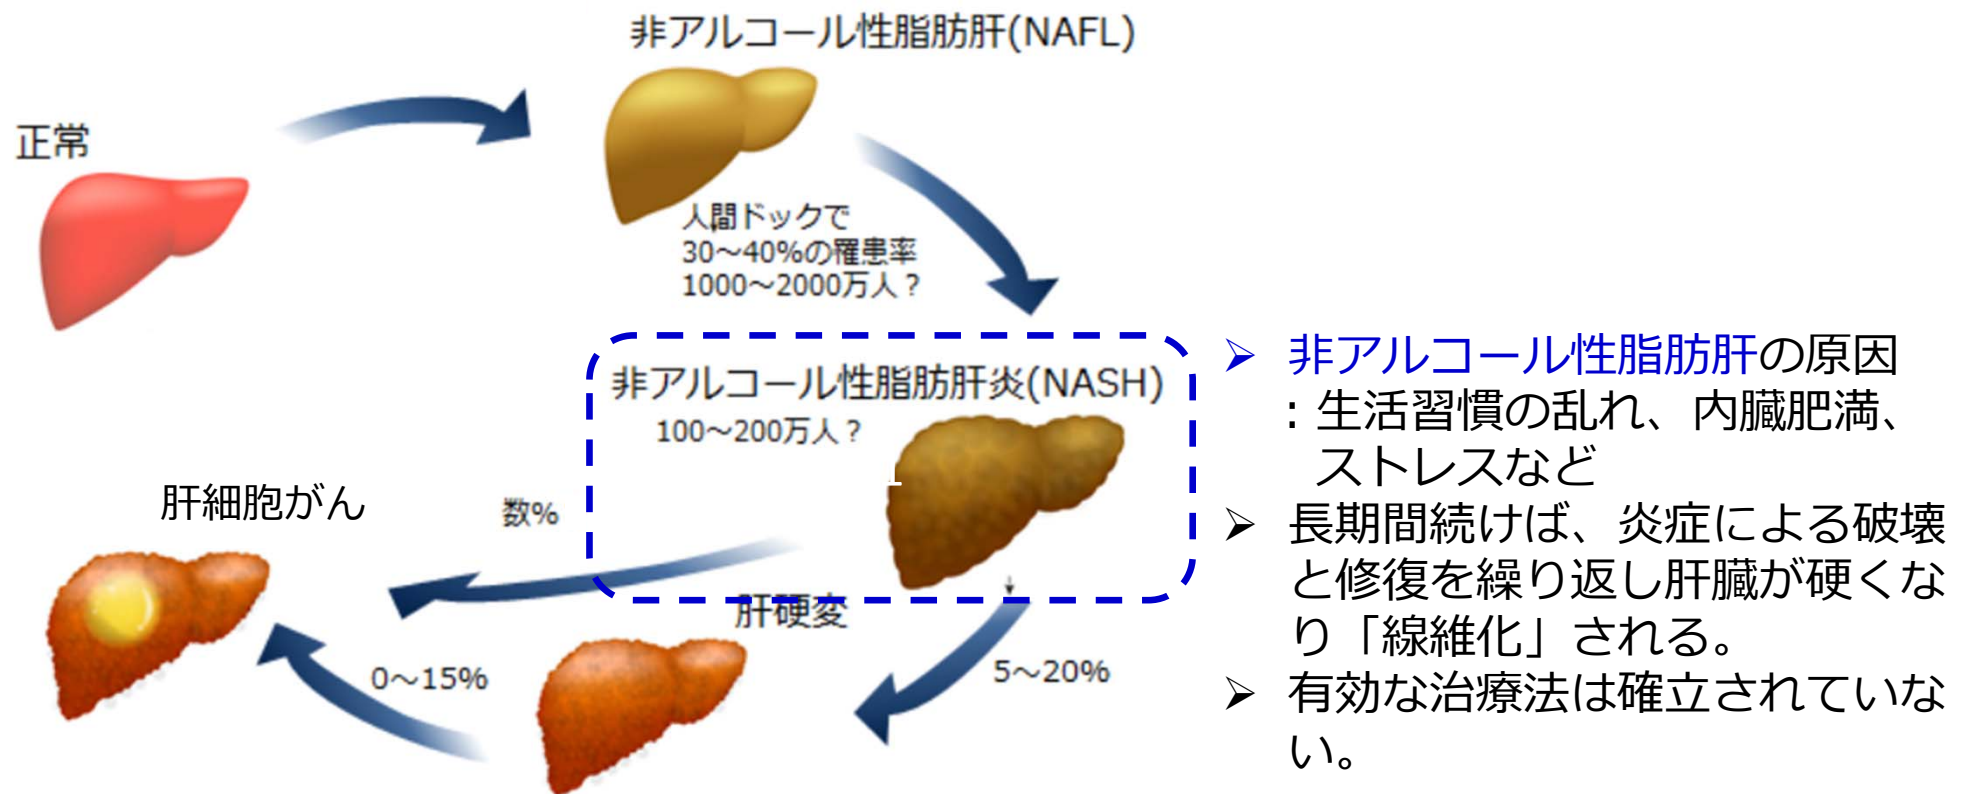 非アルコール性脂肪肝(NAFL)
正常
人間ドックで
30～40%の罹患率
1000～2000万人？
非アルコール性脂肪肝炎(NASH)
100～200万人？
肝細胞がん
数%
肝硬変
0～15%
5～20%
➢ 非アルコール性脂肪肝の原因
：生活習慣の乱れ、内臓肥満、
ストレスなど
➢ 長期間続けば、炎症による破壊
と修復を繰り返し肝臓が硬くな
り「線維化」される。
➢ 有効な治療法は確立されていな
い。